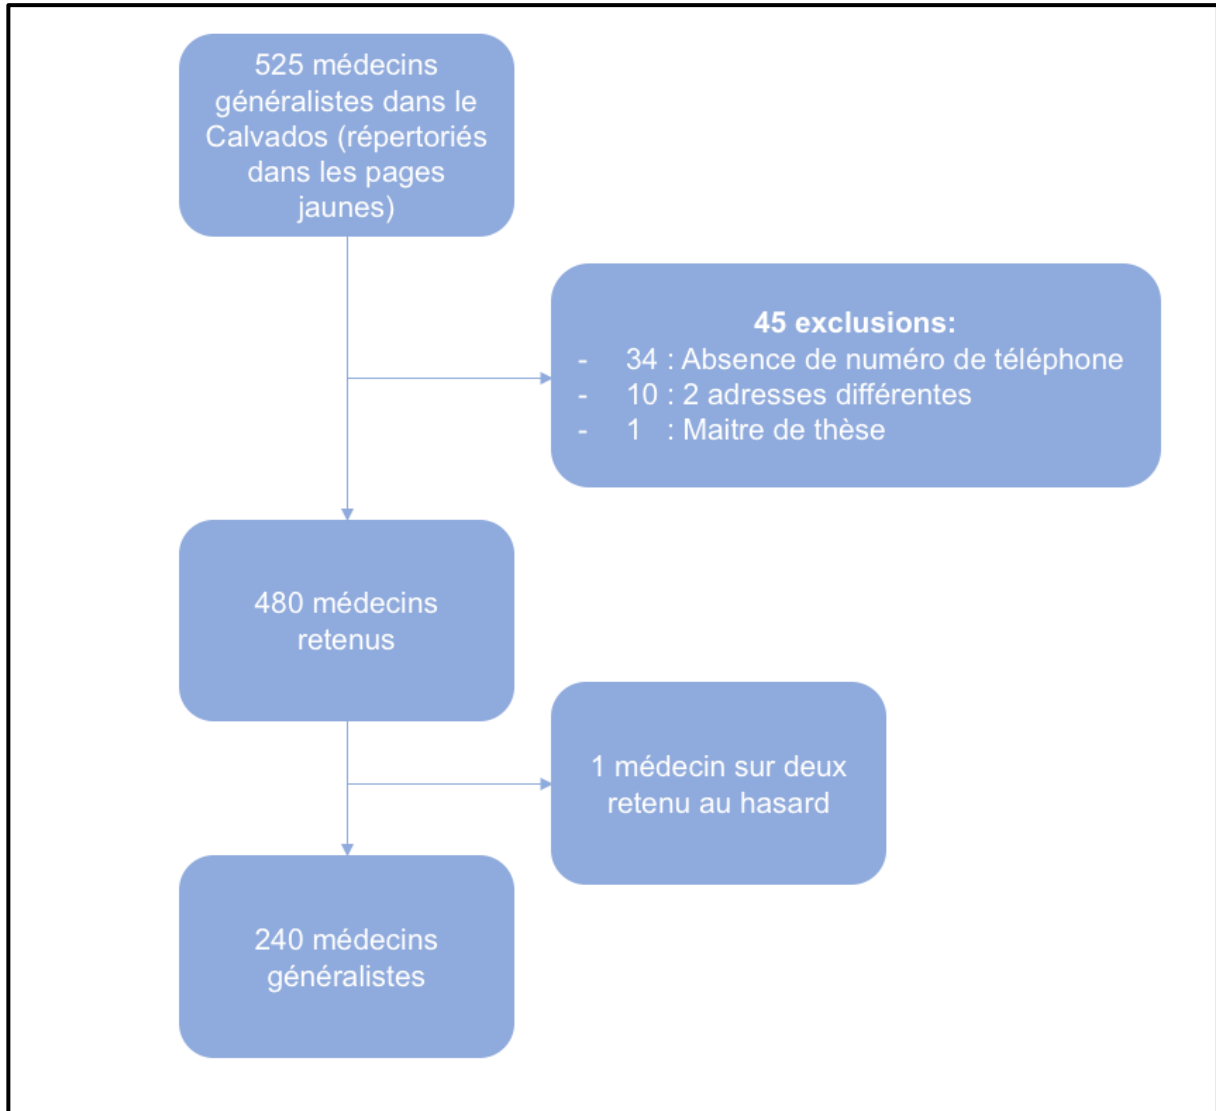 525 médecins
généralistes dans le
Calvados (répertoriés
dans les pages
jaunes)
45 exclusions:
- 34 : Absence de numéro de téléphone
- 10 : 2 adresses différentes
- 1 : Maitre de thèse
480 médecins
retenus
1 médecin sur deux
retenu au hasard
240 médecins
généralistes